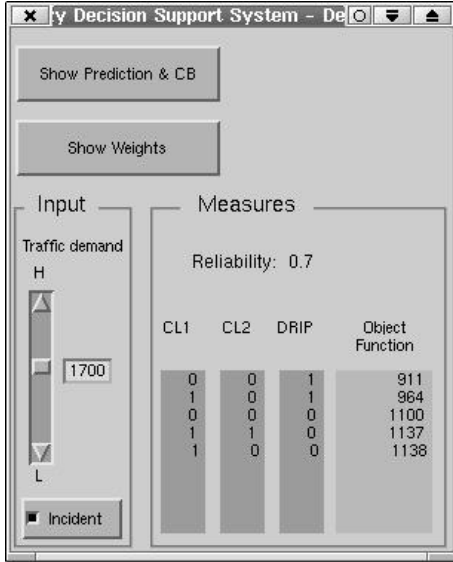 ry Decision Support System - De
Show Prediction & CB
Show Weights
Input
Traffic demand
H
1700
L
Incident
Measures
Reliability: 0.7
CL1 CL2 DRIP Object Function
0 0 1 911
1 0 1 964
0 0 0 1100
1 1 0 1137
1 0 0 1138